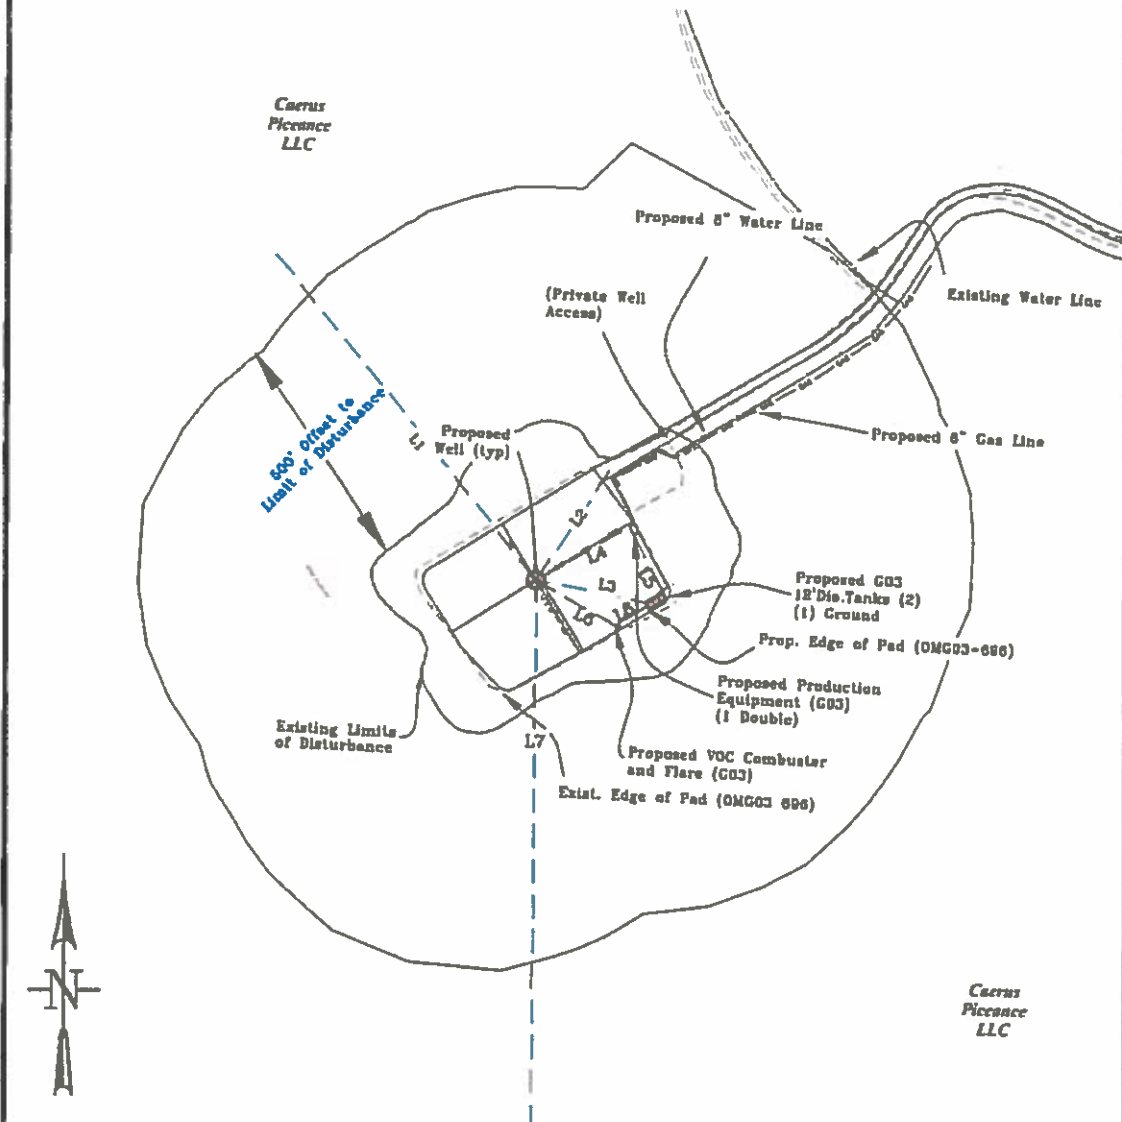 Caerus
Piceance
LLC
Proposed 8" Water Line
(Private Well
Access)
Existing Water Line
500' Offset to
Limit of Disturbance
L1
Proposed
Well (typ)
Proposed 6" Gas Line
L2
L4
L3
L5
L6
L8
Proposed G03
12'Dia.Tanks (2)
(1) Ground
Prop. Edge of Pad (OMG03-696)
Proposed Production
Equipment (G03)
(1 Double)
Existing Limits
of Disturbance
L7
Proposed VOC Combustor
and Flare (G03)
Exist. Edge of Pad (OMG03 696)
N
Caerus
Piceance
LLC